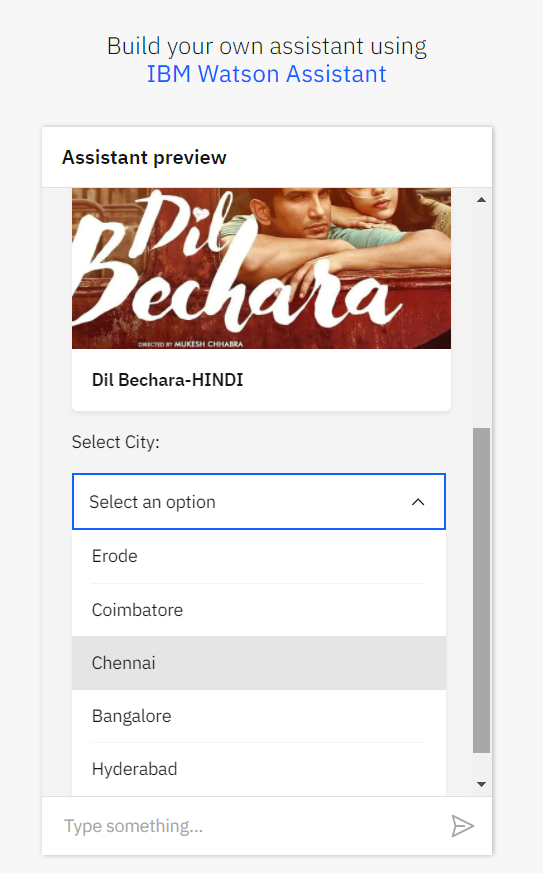 Build your own assistant using
IBM Watson Assistant
Assistant preview
Dil
Bechara
DIRECTED BY MUKESH CHHABRA
Dil Bechara-HINDI
Select City:
Select an option
Erode
Coimbatore
Chennai
Bangalore
Hyderabad
Type something...